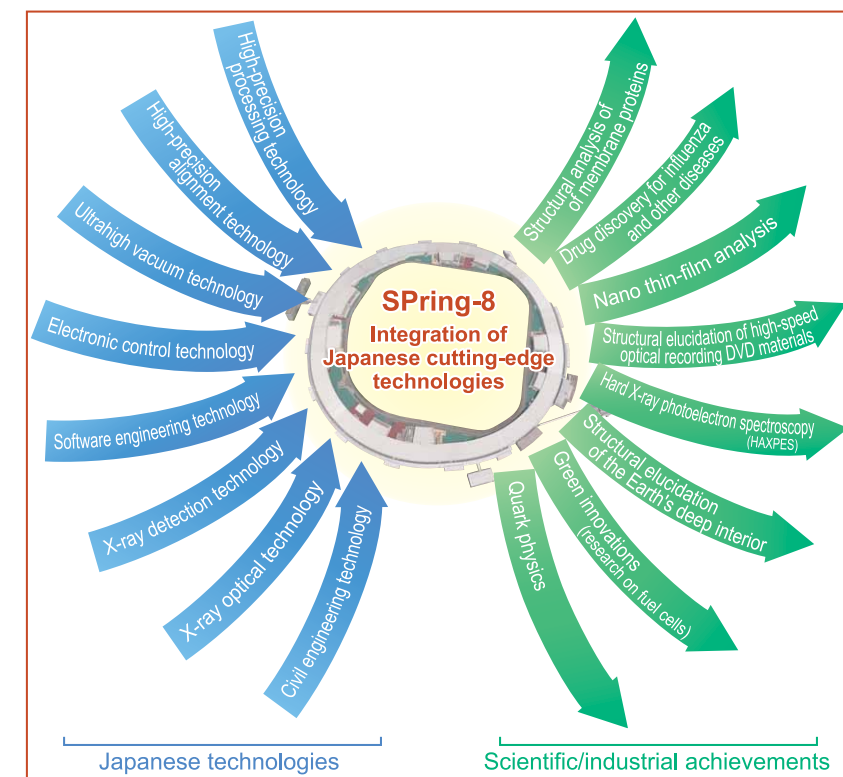 High-precision
processing technology
High-precision
alignment technology
Ultrahigh vacuum technology
Electronic control technology
Software engineering technology
X-ray detection technology
X-ray optical technology
Civil engineering technology
SPring-8
Integration of
Japanese cutting-edge
technologies
Structural analysis of
of membrane proteins
Drug discovery for influenza
and other diseases
Nano thin-film analysis
Structural elucidation of high-speed
optical recording DVD materials
Hard X-ray photoelectron spectroscopy
(HAXPES)
Structural elucidation
of the Earth's deep interior
Green innovations
(research on fuel cells)
Quark physics
Japanese technologies
Scientific/industrial achievements